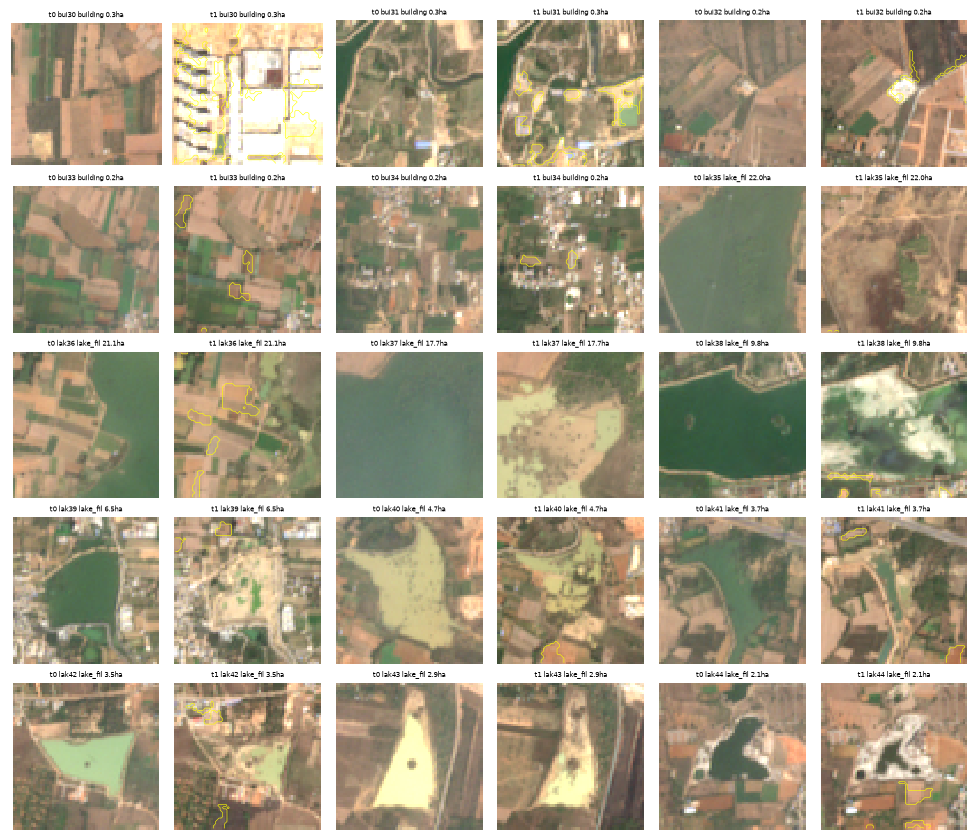 t0 bui30 building 0.3ha
t1 bui30 building 0.3ha
t0 bui31 building 0.3ha
t1 bui31 building 0.3ha
t0 bui32 building 0.2ha
t1 bui32 building 0.2ha
t0 bui33 building 0.2ha
t1 bui33 building 0.2ha
t0 bui34 building 0.2ha
t1 bui34 building 0.2ha
t0 lak35 lake_fil 22.0ha
t1 lak35 lake_fil 22.0ha
t0 lak36 lake_fil 21.1ha
t1 lak36 lake_fil 21.1ha
t0 lak37 lake_fil 17.7ha
t1 lak37 lake_fil 17.7ha
t0 lak38 lake_fil 9.8ha
t1 lak38 lake_fil 9.8ha
t0 lak39 lake_fil 6.5ha
t1 lak39 lake_fil 6.5ha
t0 lak40 lake_fil 4.7ha
t1 lak40 lake_fil 4.7ha
t0 lak41 lake_fil 3.7ha
t1 lak41 lake_fil 3.7ha
t0 lak42 lake_fil 3.5ha
t1 lak42 lake_fil 3.5ha
t0 lak43 lake_fil 2.9ha
t1 lak43 lake_fil 2.9ha
t0 lak44 lake_fil 2.1ha
t1 lak44 lake_fil 2.1ha